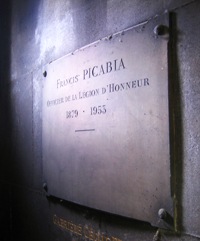 FRANCIS PICABIA
OFFICIER DE LA LÉGION D'HONNEUR
1879 · 1953